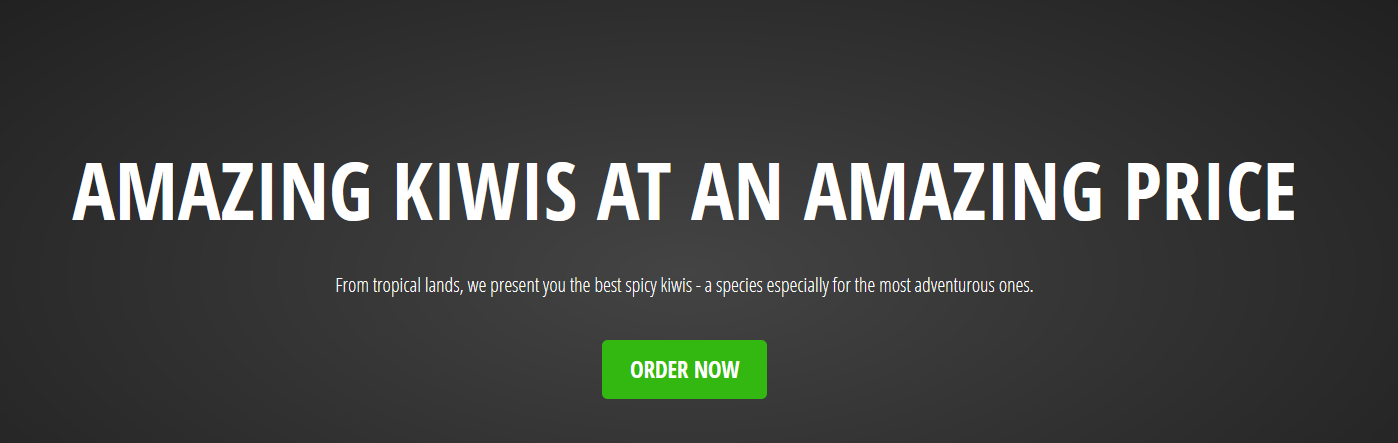 AMAZING KIWIS AT AN AMAZING PRICE
From tropical lands, we present you the best spicy kiwis - a species especially for the most adventurous ones.
ORDER NOW